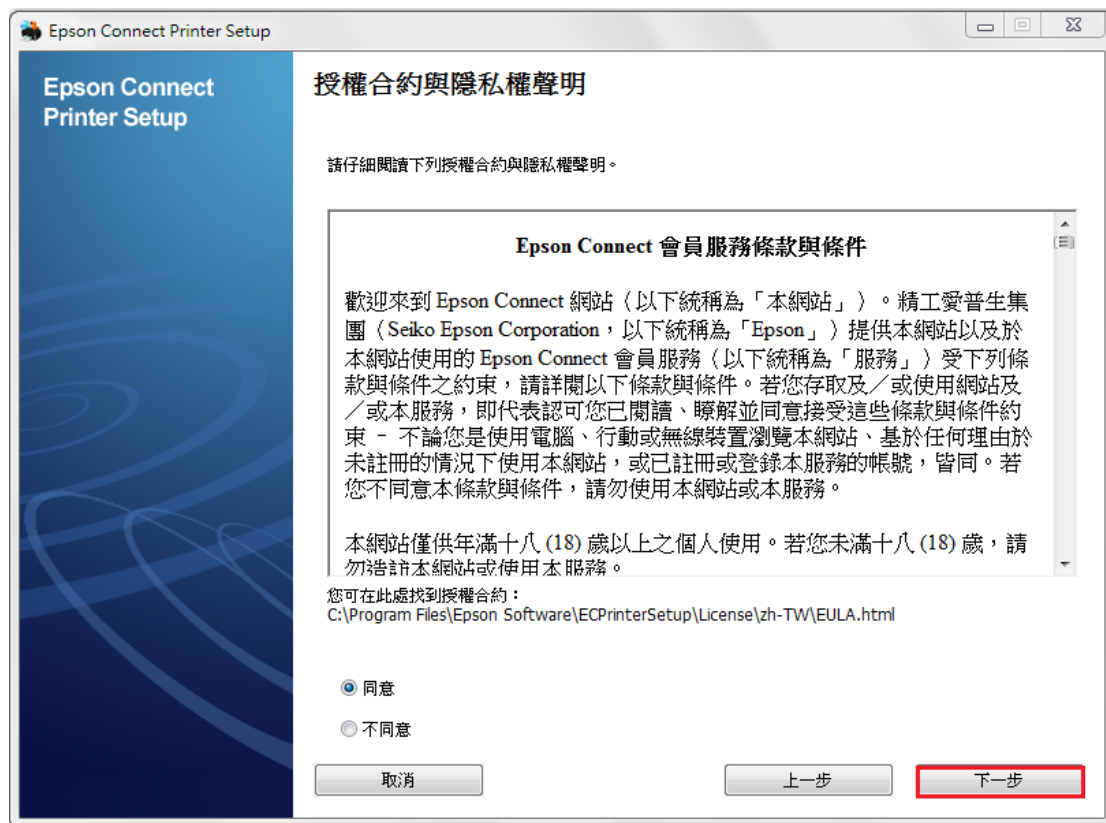 Epson Connect Printer Setup
Epson Connect
Printer Setup
授權合約與隱私權聲明
請仔細閱讀下列授權合約與隱私權聲明。
Epson Connect 會員服務條款與條件
歡迎來到 Epson Connect 網站（以下統稱為「本網站」）。精工愛普生集
團（Seiko Epson Corporation，以下統稱為「Epson」）提供本網站以及於
本網站使用的 Epson Connect 會員服務（以下統稱為「服務」）受下列條
款與條件之約束，請詳閱以下條款與條件。若您存取及／或使用網站及
／或本服務，即代表認可您已閱讀、瞭解並同意接受這些條款與條件約
束 － 不論您是使用電腦、行動或無線裝置瀏覽本網站、基於任何理由於
未註冊的情況下使用本網站，或已註冊或登錄本服務的帳號，皆同。若
您不同意本條款與條件，請勿使用本網站或本服務。
本網站僅供年滿十八 (18) 歲以上之個人使用。若您未滿十八 (18) 歲，請
勿造訪本網站或使用本服務。
您可在此處找到授權合約：
C:\Program Files\Epson Software\ECPrinterSetup\License\zh-TW\EULA.html
同意
不同意
取消
上一步
下一步